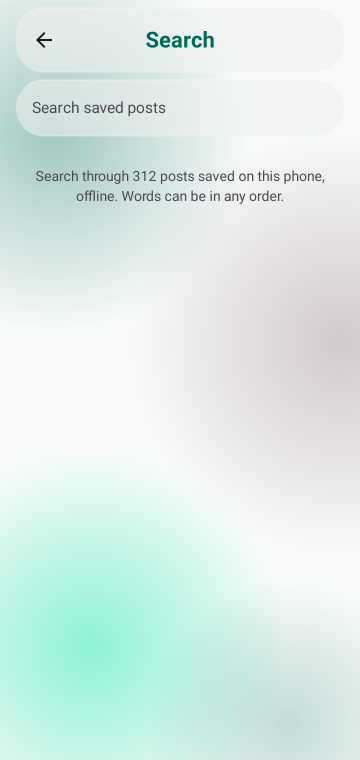 Search
Search saved posts
Search through 312 posts saved on this phone,
offline. Words can be in any order.